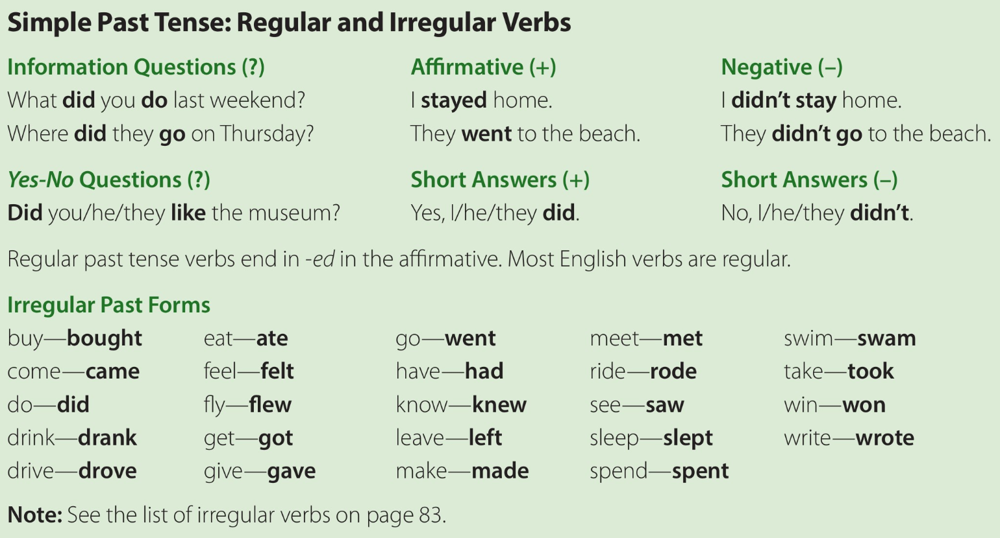 Simple Past Tense: Regular and Irregular Verbs
Information Questions (?)
What did you do last weekend?
Where did they go on Thursday?
Affirmative (+)
I stayed home.
They went to the beach.
Negative (–)
I didn’t stay home.
They didn’t go to the beach.
Yes-No Questions (?)
Did you/he/they like the museum?
Short Answers (+)
Yes, I/he/they did.
Short Answers (–)
No, I/he/they didn’t.
Regular past tense verbs end in -ed in the affirmative. Most English verbs are regular.
Irregular Past Forms
buy—bought
come—came
do—did
drink—drank
drive—drove
eat—ate
feel—felt
fly—flew
get—got
give—gave
go—went
have—had
know—knew
leave—left
make—made
meet—met
ride—rode
see—saw
sleep—slept
spend—spent
swim—swam
take—took
win—won
write—wrote
Note: See the list of irregular verbs on page 83.